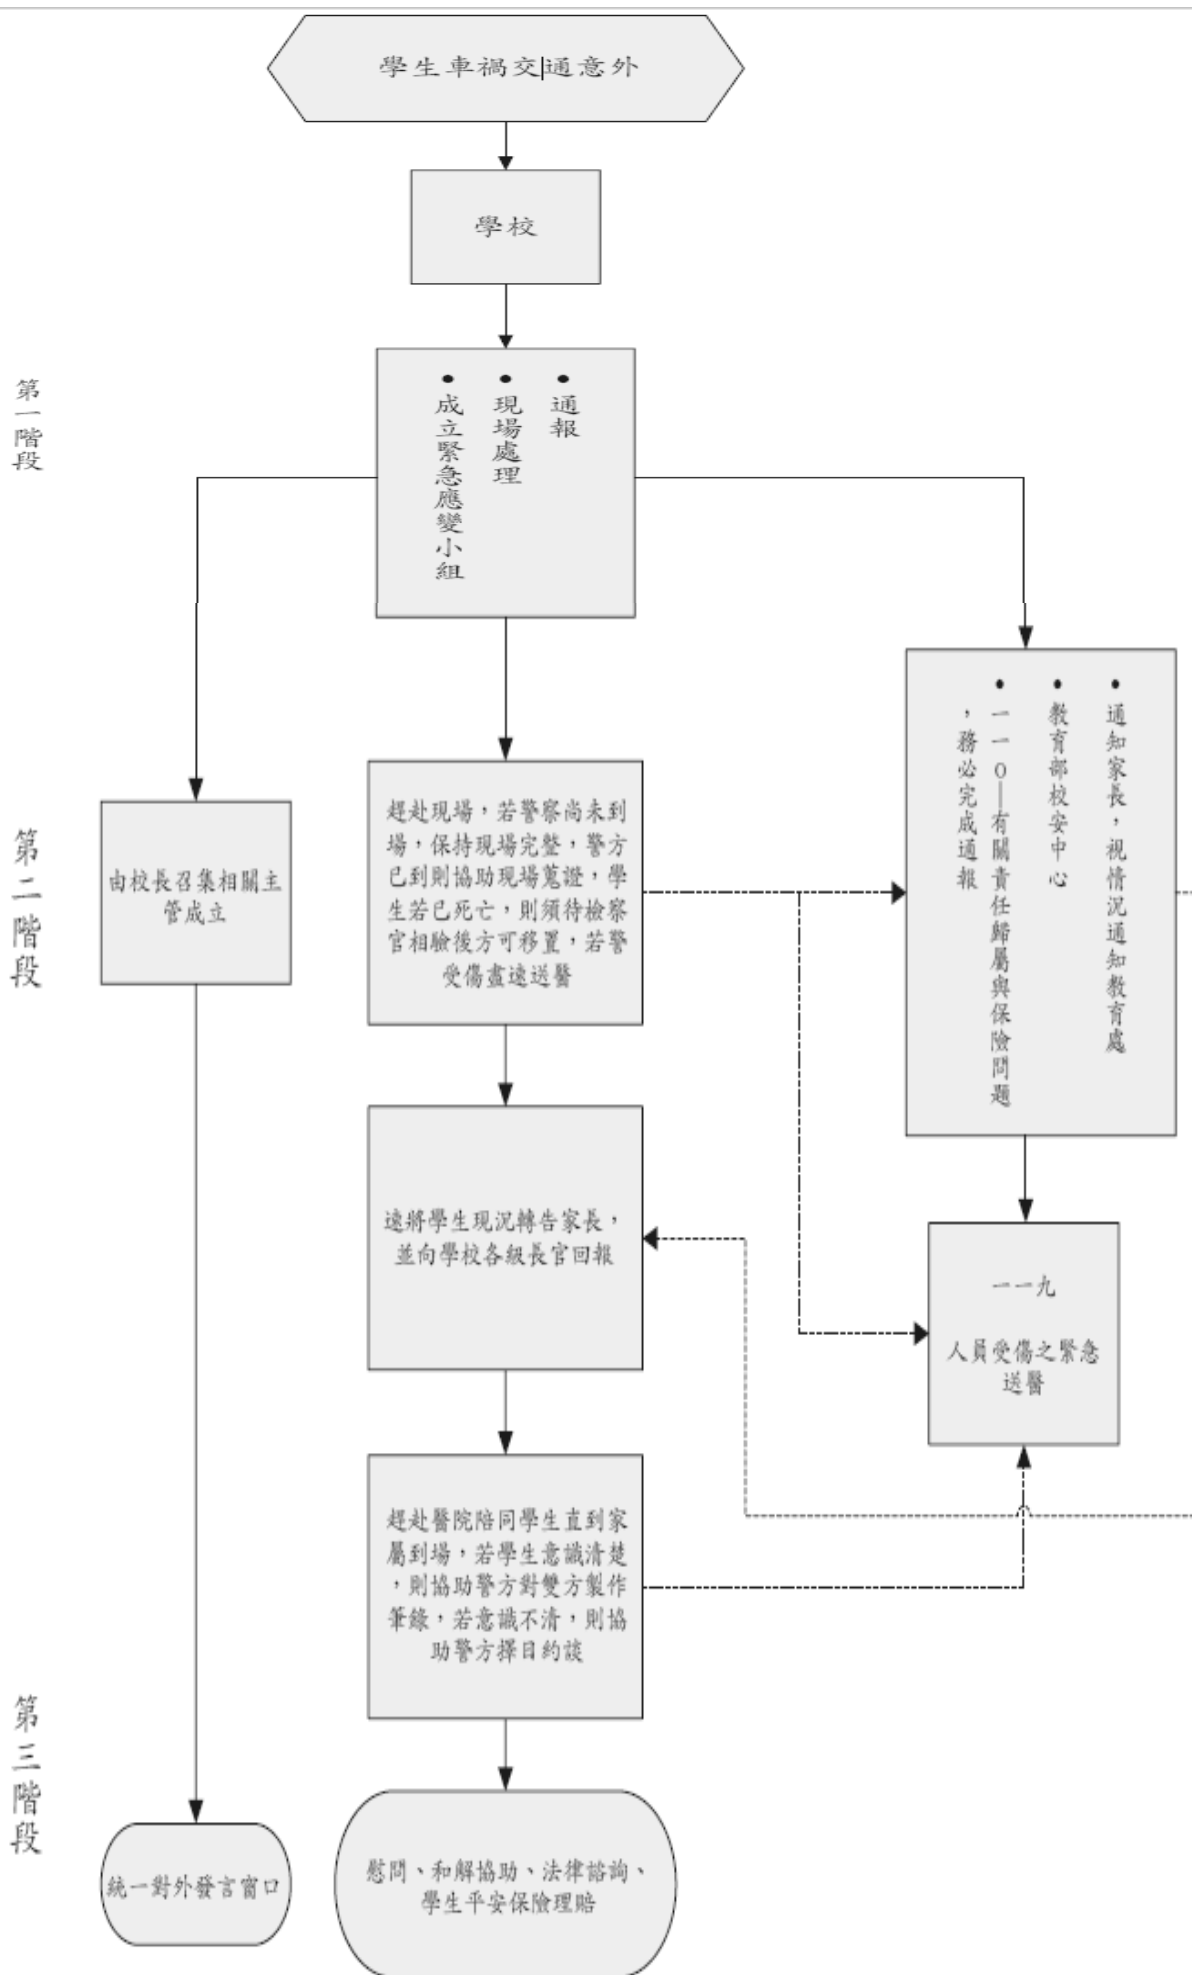 學生車禍交通意外
學校
第一階段
● 通報
● 現場處理
● 成立緊急應變小組
第二階段
由校長召集相關主
管成立
趕赴現場，若警察尚未到
場，保持現場完整，警方
已到則協助現場蒐證，學
生若已死亡，則須待檢察
官相驗後方可移置，若警
受傷盡速送醫
● 通知家長，視情況通知教育處
● 教育部校安中心
● 一一０—有關責任歸屬與保險問題
，務必完成通報
速將學生現況轉告家長，
並向學校各級長官回報
一一九
人員受傷之緊急
送醫
趕赴醫院陪同學生直到家
屬到場，若學生意識清楚
，則協助警方對雙方製作
筆錄，若意識不清，則協
助警方擇日約談
第三階段
統一對外發言窗口
慰問、和解協助、法律諮詢、
學生平安保險理賠